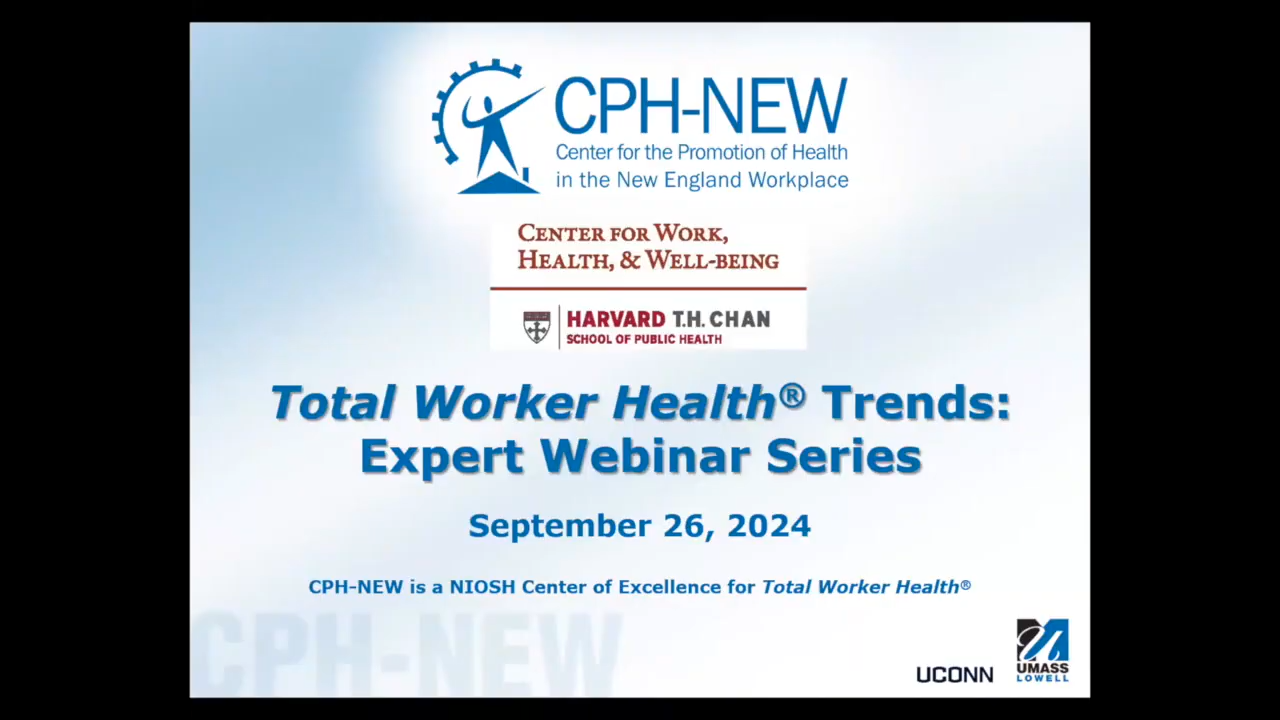 CPH-NEW
Center for the Promotion of Health
in the New England Workplace
CENTER FOR WORK,
HEALTH, & WELL-BEING
HARVARD T.H. CHAN
SCHOOL OF PUBLIC HEALTH
Total Worker Health® Trends:
Expert Webinar Series
September 26, 2024
CPH-NEW is a NIOSH Center of Excellence for Total Worker Health®
CPH-NEW
UCONN
UMASS
LOWELL